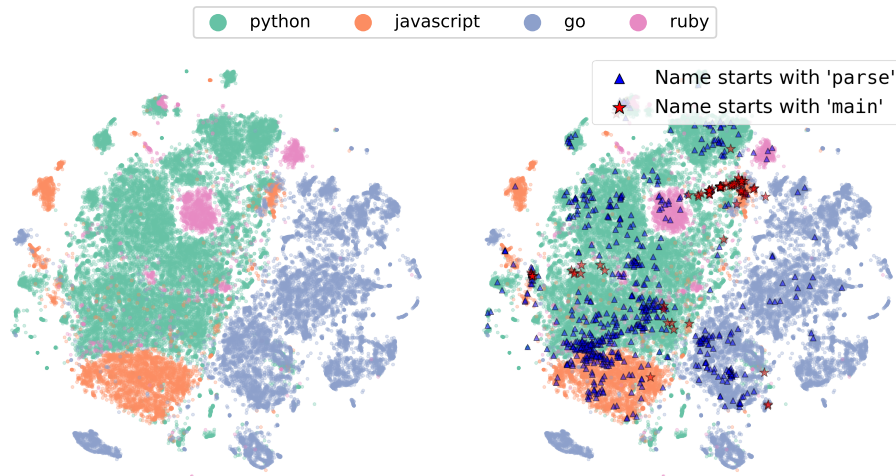 python javascript go ruby
Name starts with 'parse'
Name starts with 'main'